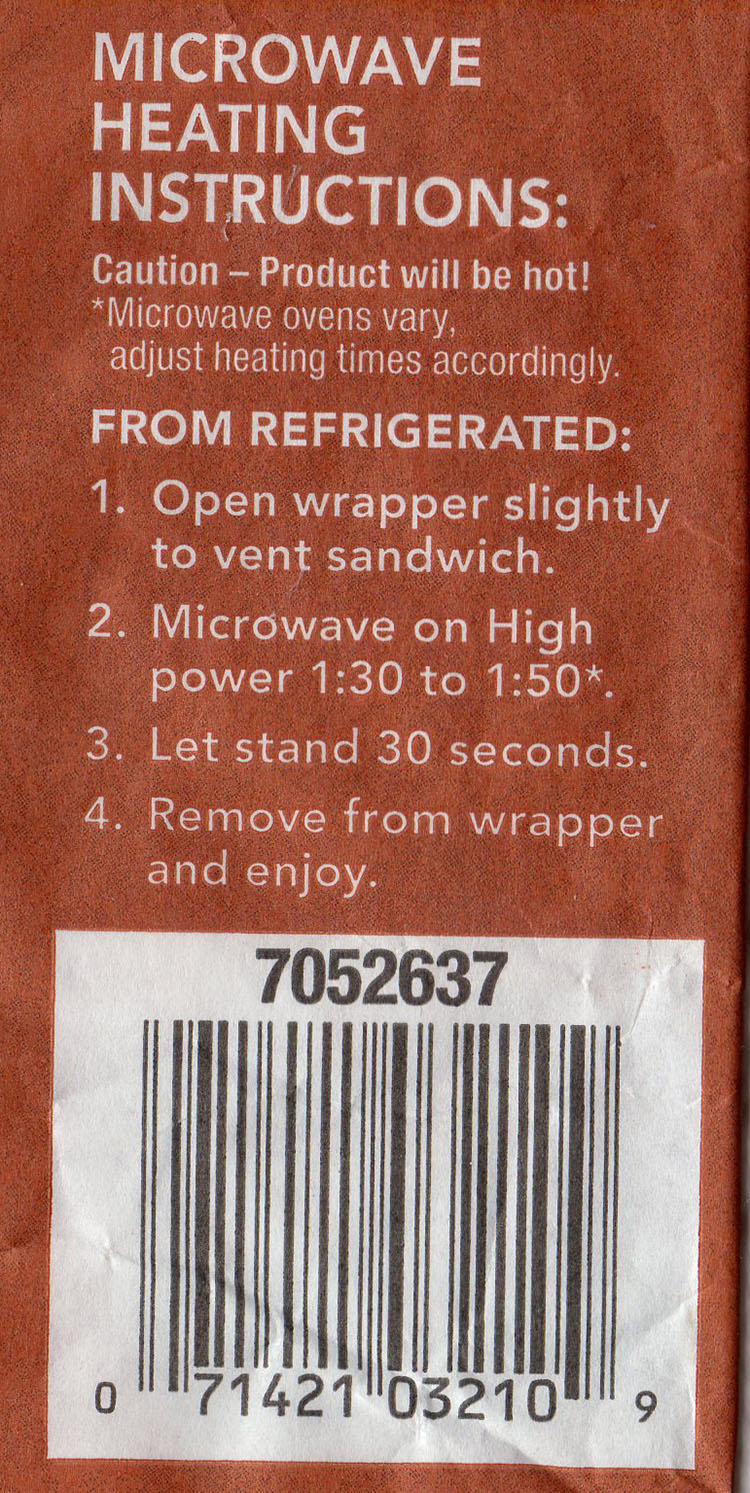 MICROWAVE
HEATING
INSTRUCTIONS:
Caution – Product will be hot!
*Microwave ovens vary,
adjust heating times accordingly.
FROM REFRIGERATED:
1. Open wrapper slightly
to vent sandwich.
2. Microwave on High
power 1:30 to 1:50*.
3. Let stand 30 seconds.
4. Remove from wrapper
and enjoy.
7052637
0 71421 03210 9